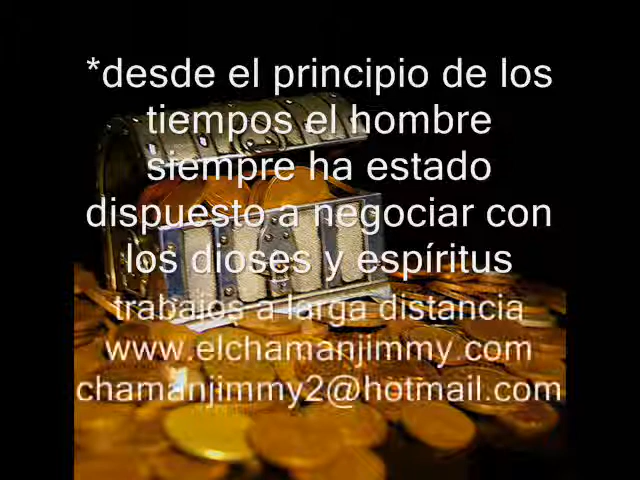 *desde el principio de los
tiempos el hombre
siempre ha estado
dispuesto a negociar con
los dioses y espíritus
trabajos a larga distancia
www.elchamanjimmy.com
chamanjimmy2@hotmail.com